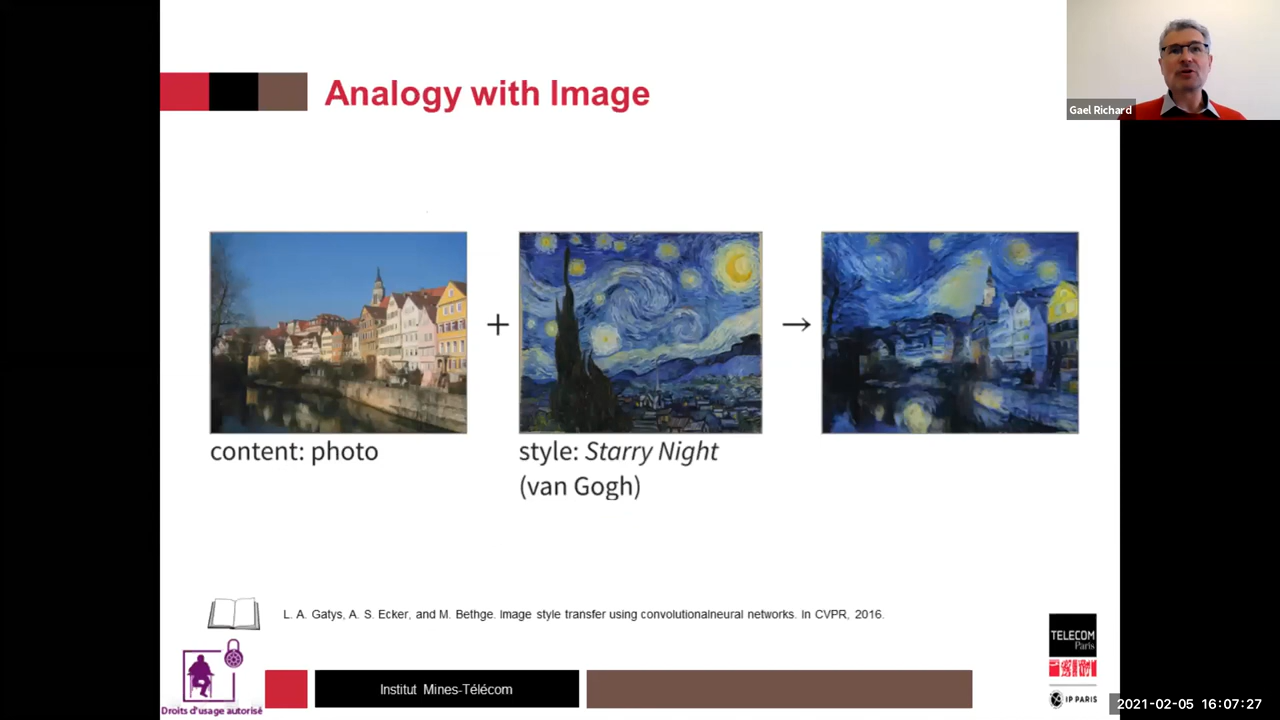 Analogy with Image
Gael Richard
+
→
content: photo
style: Starry Night
(van Gogh)
L. A. Gatys, A. S. Ecker, and M. Bethge. Image style transfer using convolutionalneural networks. In CVPR, 2016.
TELECOM
Paris
Droits d'usage autorisé
Institut Mines-Télécom
IP PARIS
2021-02-05 16:07:27